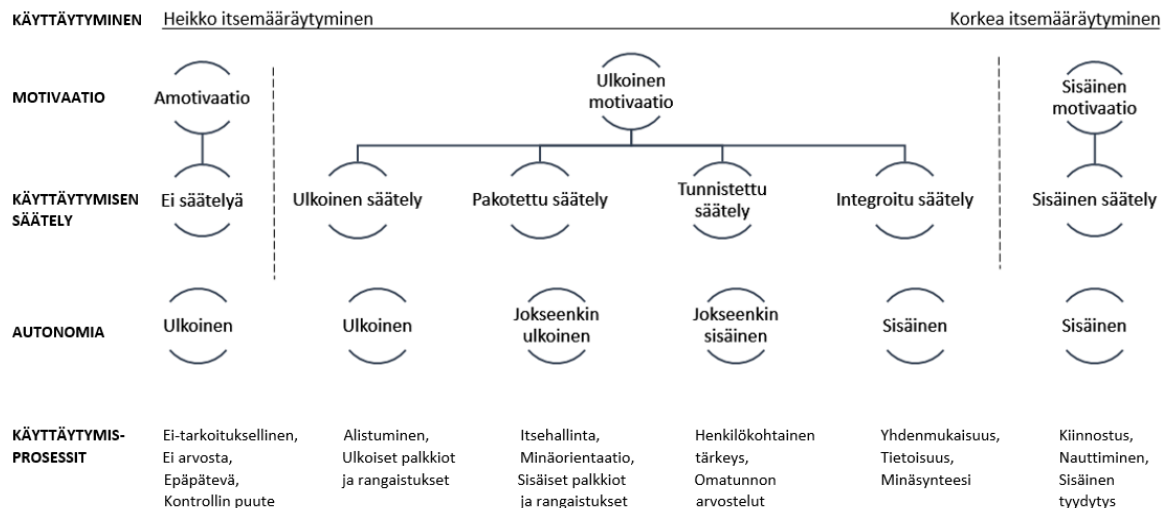 KÄYTTÄYTYMINEN Heikko itsemääräytyminen Korkea itsemääräytyminen
MOTIVAATIO
Amotivaatio
Ulkoinen
motivaatio
Sisäinen
motivaatio
KÄYTTÄYTYMISEN
SÄÄTELY
Ei säätelyä
Ulkoinen säätely
Pakotettu säätely
Tunnistettu
säätely
Integroitu säätely
Sisäinen säätely
AUTONOMIA
Ulkoinen
Ulkoinen
Jokseenkin
ulkoinen
Jokseenkin
sisäinen
Sisäinen
Sisäinen
KÄYTTÄYTYMIS-
PROSESSIT
Ei-tarkoituksellinen,
Ei arvosta,
Epäpätevä,
Kontrollin puute
Alistuminen,
Ulkoiset palkkiot
ja rangaistukset
Itsehallinta,
Minäorientaatio,
Sisäiset palkkiot
ja rangaistukset
Henkilökohtainen
tärkeys,
Omatunnon
arvostelut
Yhdenmukaisuus,
Tietoisuus,
Minäsynteesi
Kiinnostus,
Nauttiminen,
Sisäinen
tyydytys